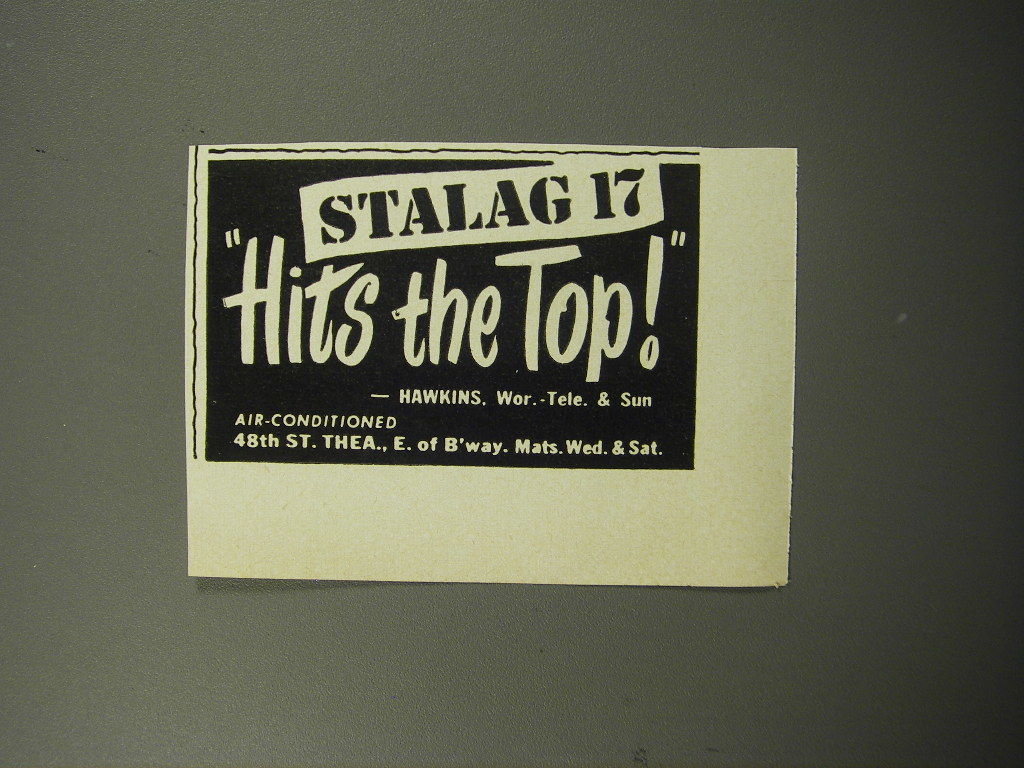 STALAG 17
"Hits the Top!"
— HAWKINS, Wor.-Tele. & Sun
AIR-CONDITIONED
48th ST. THEA., E. of B'way. Mats. Wed. & Sat.